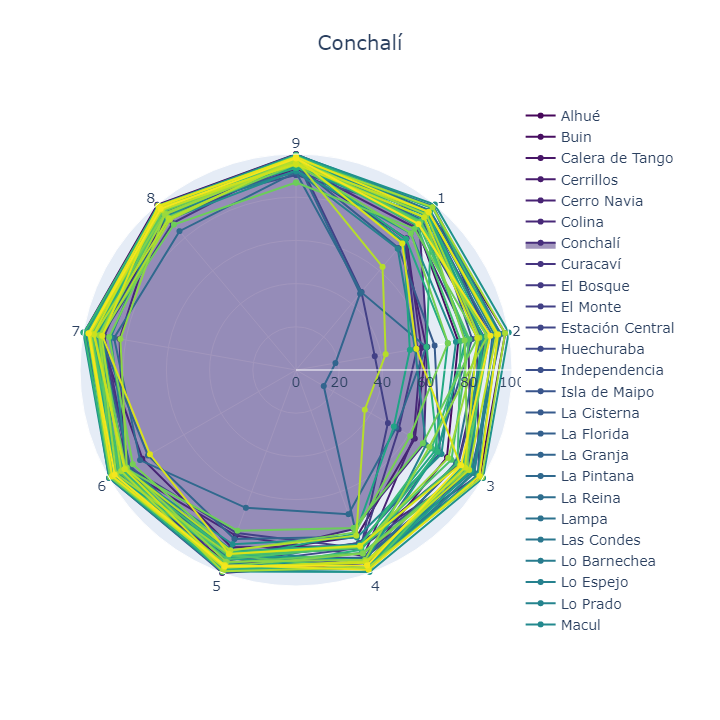 Conchalí
9
8
1
7
2
0
20
40
60
80
100
6
3
5
4
Alhué
Buin
Calera de Tango
Cerrillos
Cerro Navia
Colina
Conchalí
Curacaví
El Bosque
El Monte
Estación Central
Huechuraba
Independencia
Isla de Maipo
La Cisterna
La Florida
La Granja
La Pintana
La Reina
Lampa
Las Condes
Lo Barnechea
Lo Espejo
Lo Prado
Macul